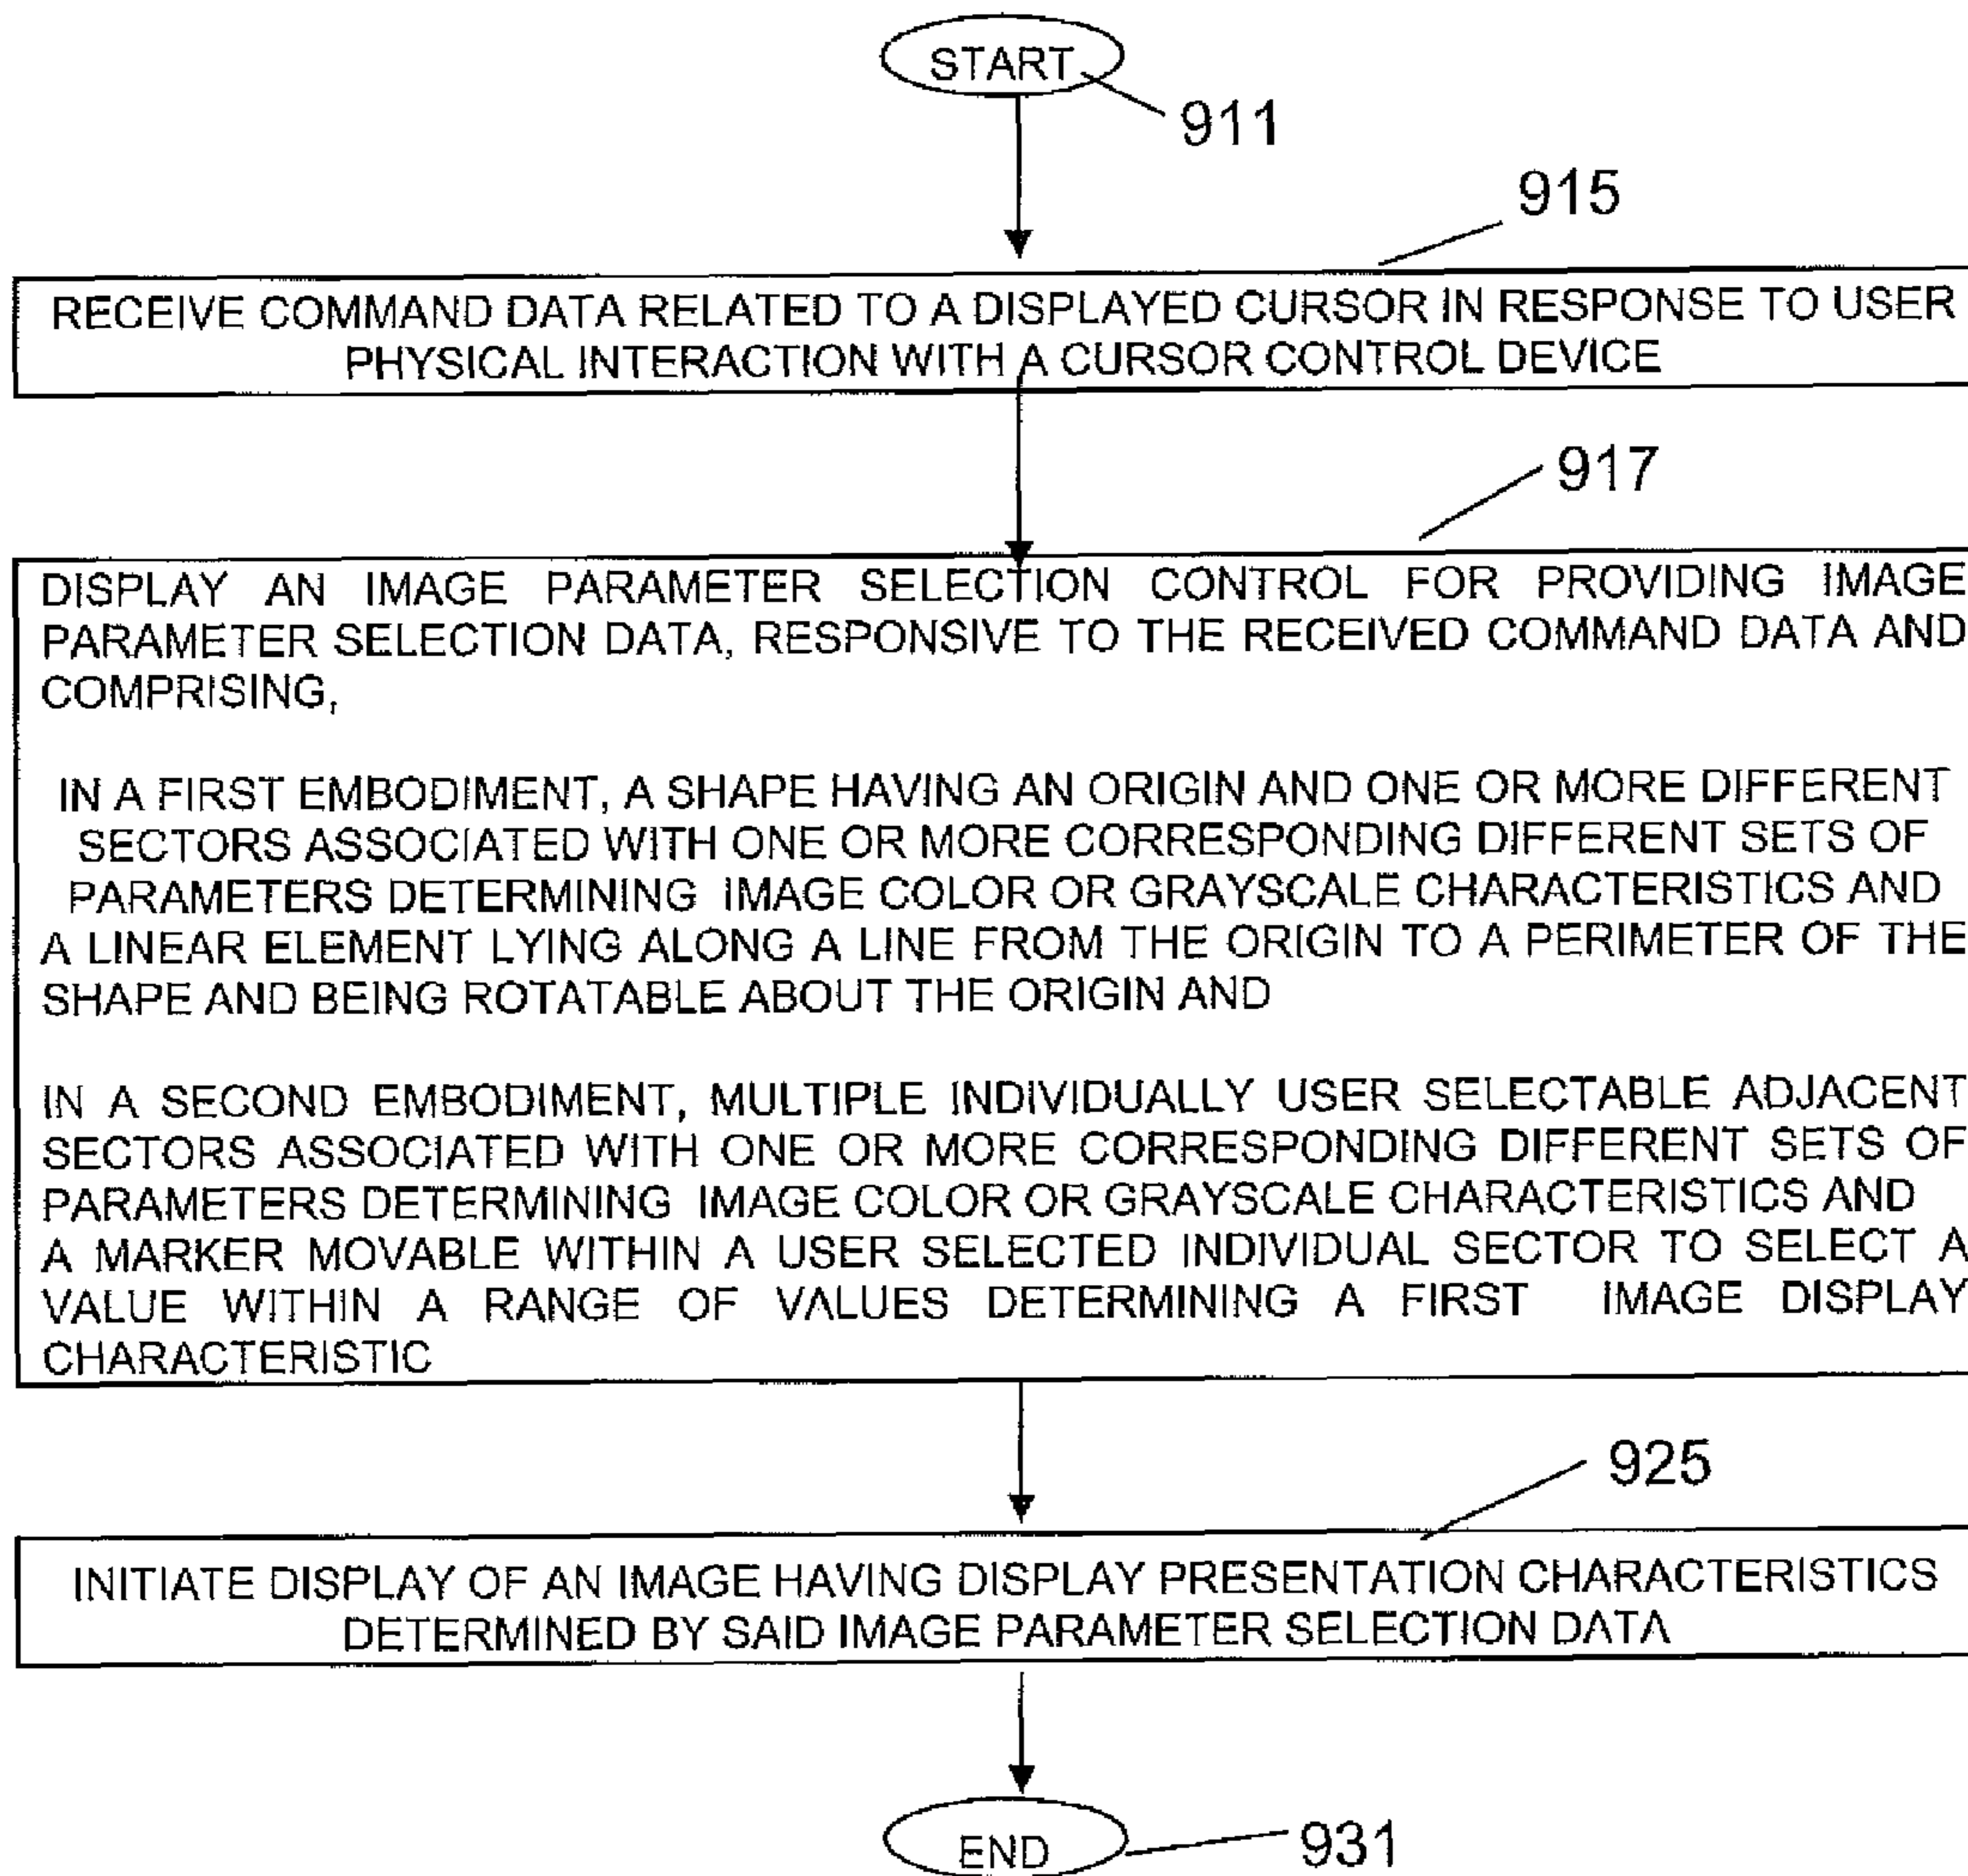 START
911
915
RECEIVE COMMAND DATA RELATED TO A DISPLAYED CURSOR IN RESPONSE TO USER
PHYSICAL INTERACTION WITH A CURSOR CONTROL DEVICE
917
DISPLAY AN IMAGE PARAMETER SELECTION CONTROL FOR PROVIDING IMAGE
PARAMETER SELECTION DATA, RESPONSIVE TO THE RECEIVED COMMAND DATA AND
COMPRISING,
IN A FIRST EMBODIMENT, A SHAPE HAVING AN ORIGIN AND ONE OR MORE DIFFERENT
SECTORS ASSOCIATED WITH ONE OR MORE CORRESPONDING DIFFERENT SETS OF
PARAMETERS DETERMINING IMAGE COLOR OR GRAYSCALE CHARACTERISTICS AND
A LINEAR ELEMENT LYING ALONG A LINE FROM THE ORIGIN TO A PERIMETER OF THE
SHAPE AND BEING ROTATABLE ABOUT THE ORIGIN AND
IN A SECOND EMBODIMENT, MULTIPLE INDIVIDUALLY USER SELECTABLE ADJACENT
SECTORS ASSOCIATED WITH ONE OR MORE CORRESPONDING DIFFERENT SETS OF
PARAMETERS DETERMINING IMAGE COLOR OR GRAYSCALE CHARACTERISTICS AND
A MARKER MOVABLE WITHIN A USER SELECTED INDIVIDUAL SECTOR TO SELECT A
VALUE WITHIN A RANGE OF VALUES DETERMINING A FIRST IMAGE DISPLAY
CHARACTERISTIC
925
INITIATE DISPLAY OF AN IMAGE HAVING DISPLAY PRESENTATION CHARACTERISTICS
DETERMINED BY SAID IMAGE PARAMETER SELECTION DATA
END
931